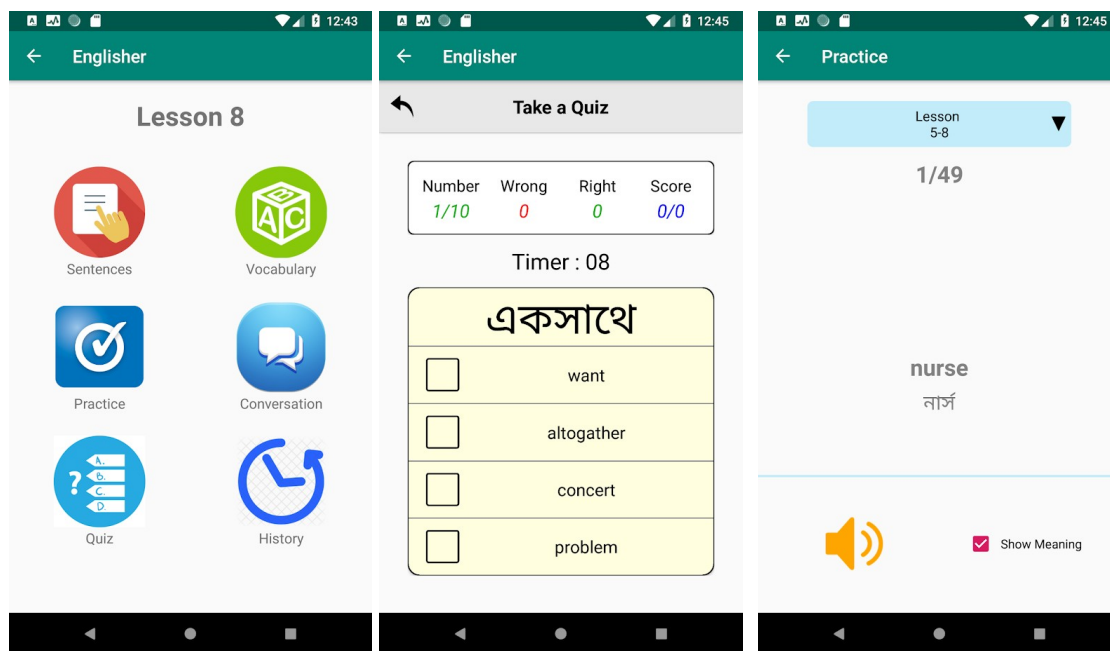 12:43
Englisher
Lesson 8
Sentences Vocabulary
Practice Conversation
Quiz History
12:45
Englisher
Take a Quiz
Number Wrong Right Score
1/10 0 0 0/0
Timer : 08
একসাথে
want
altogather
concert
problem
12:45
Practice
Lesson
5-8
1/49
nurse
নার্স
Show Meaning